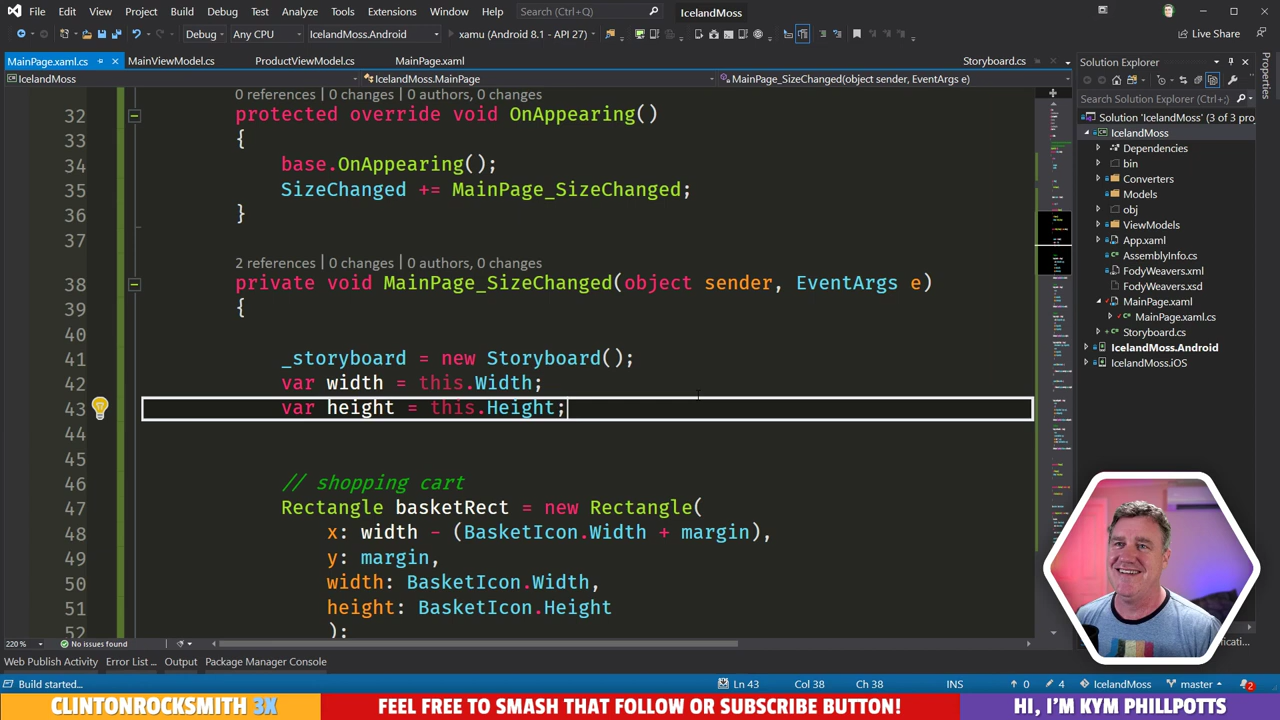 File Edit View Git Project Build Debug Test Analyze Tools Extensions Window Help Search (Ctrl+Q) IcelandMoss
Debug Any CPU IcelandMoss.Android xamu (Android 8.1 - API 27) Live Share
MainPage.xaml.cs MainViewModel.cs ProductViewModel.cs MainPage.xaml Storyboard.cs
IcelandMoss IcelandMoss.MainPage MainPage_SizeChanged(object sender, EventArgs e)
0 references | 0 changes | 0 authors, 0 changes
32 protected override void OnAppearing()
33 {
34 base.OnAppearing();
35 SizeChanged += MainPage_SizeChanged;
36 }
37
2 references | 0 changes | 0 authors, 0 changes
38 private void MainPage_SizeChanged(object sender, EventArgs e)
39 {
40
41 _storyboard = new Storyboard();
42 var width = this.Width;
43 var height = this.Height;
44
45
46 // shopping cart
47 Rectangle basketRect = new Rectangle(
48 x: width - (BasketIcon.Width + margin),
49 y: margin,
50 width: BasketIcon.Width,
51 height: BasketIcon.Height
52 );
Solution Explorer
Search Solution Explorer (Ctrl+;)
Solution 'IcelandMoss' (3 of 3 pro
IcelandMoss
Dependencies
bin
Converters
Models
obj
ViewModels
App.xaml
AssemblyInfo.cs
FodyWeavers.xml
FodyWeavers.xsd
MainPage.xaml
MainPage.xaml.cs
Storyboard.cs
IcelandMoss.Android
IcelandMoss.iOS
Properties
220 % No issues found
Web Publish Activity Error List ... Output Package Manager Console
Build started... Ln 43 Col 38 Ch 38 INS 0 4 IcelandMoss master 2
CLINTONROCKSMITH 3X FEEL FREE TO SMASH THAT FOLLOW OR SUBSCRIBE BUTTON! HI, I'M KYM PHILLPOTTS